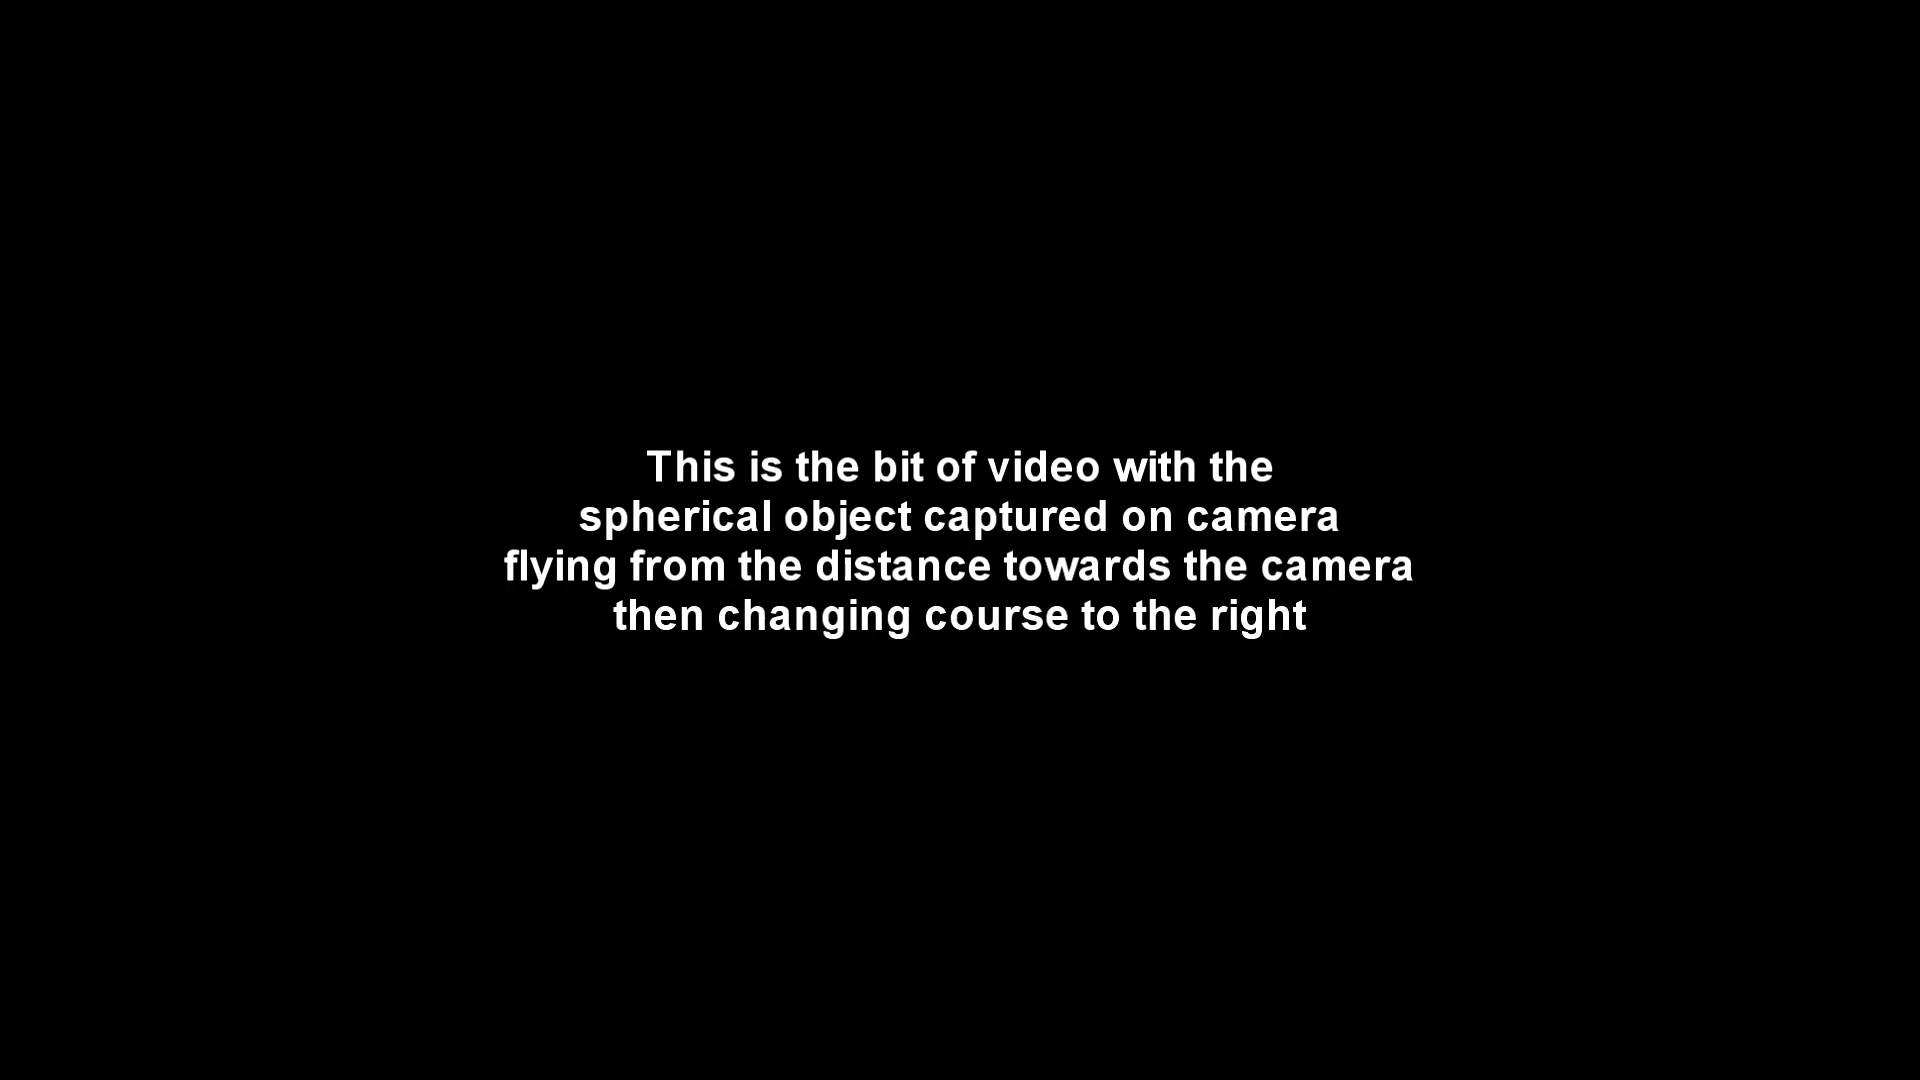 This is the bit of video with the
spherical object captured on camera
flying from the distance towards the camera
then changing course to the right